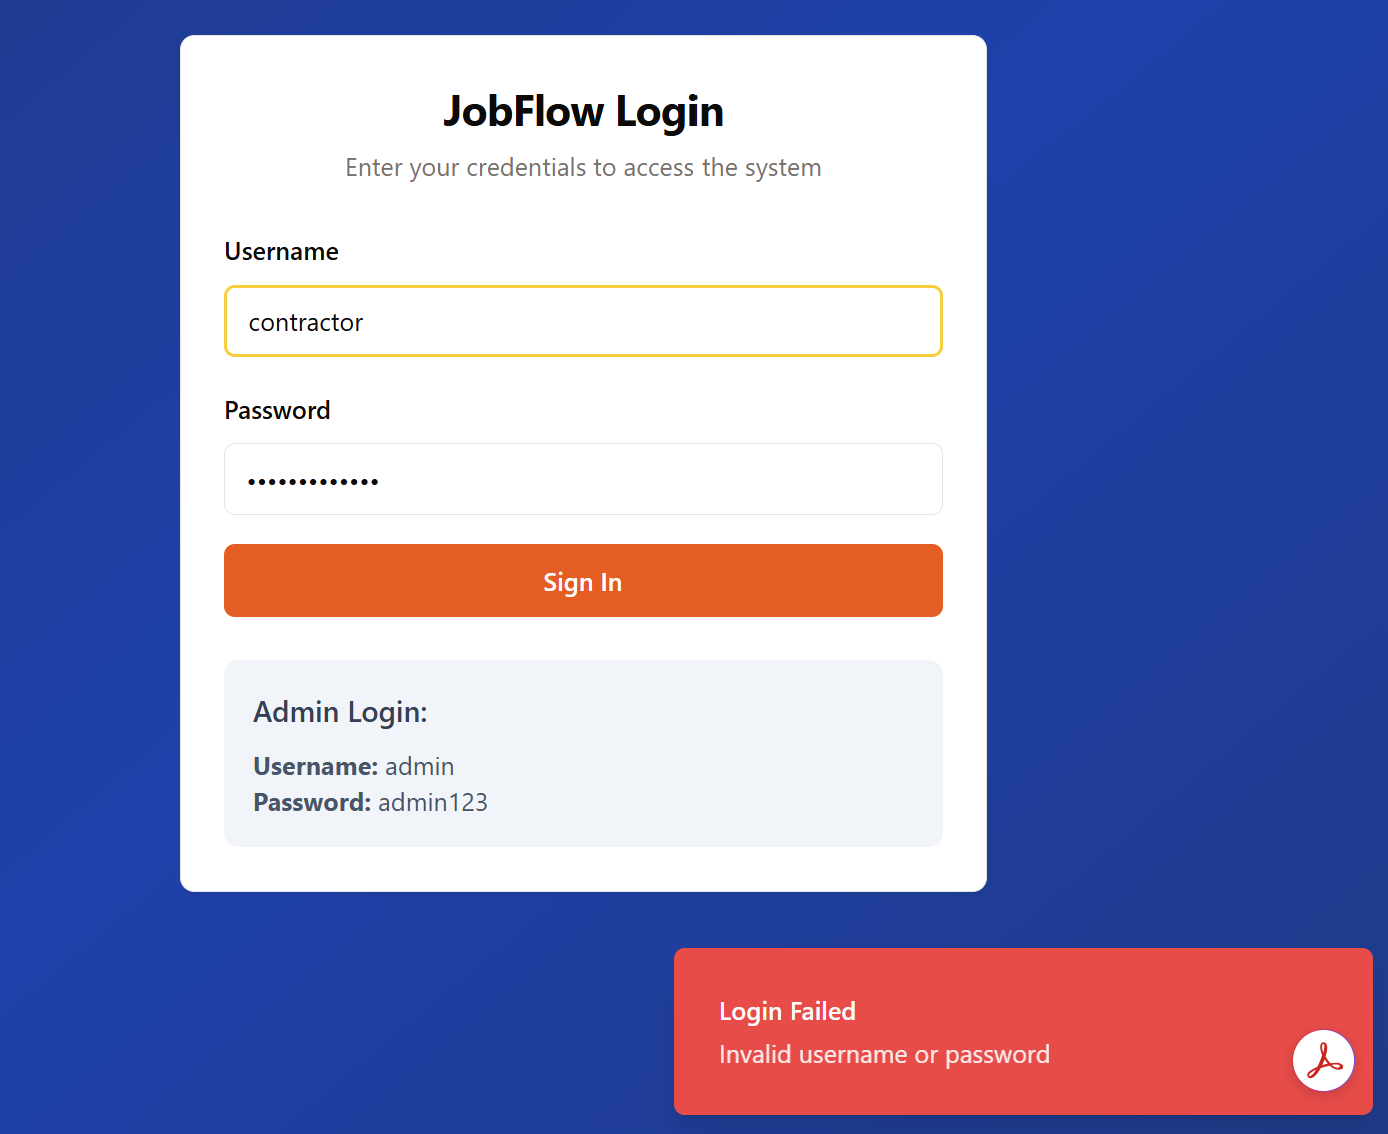 JobFlow Login
Enter your credentials to access the system
Username
contractor
Password
•••••••••••••
Sign In
Admin Login:
Username: admin
Password: admin123
Login Failed
Invalid username or password